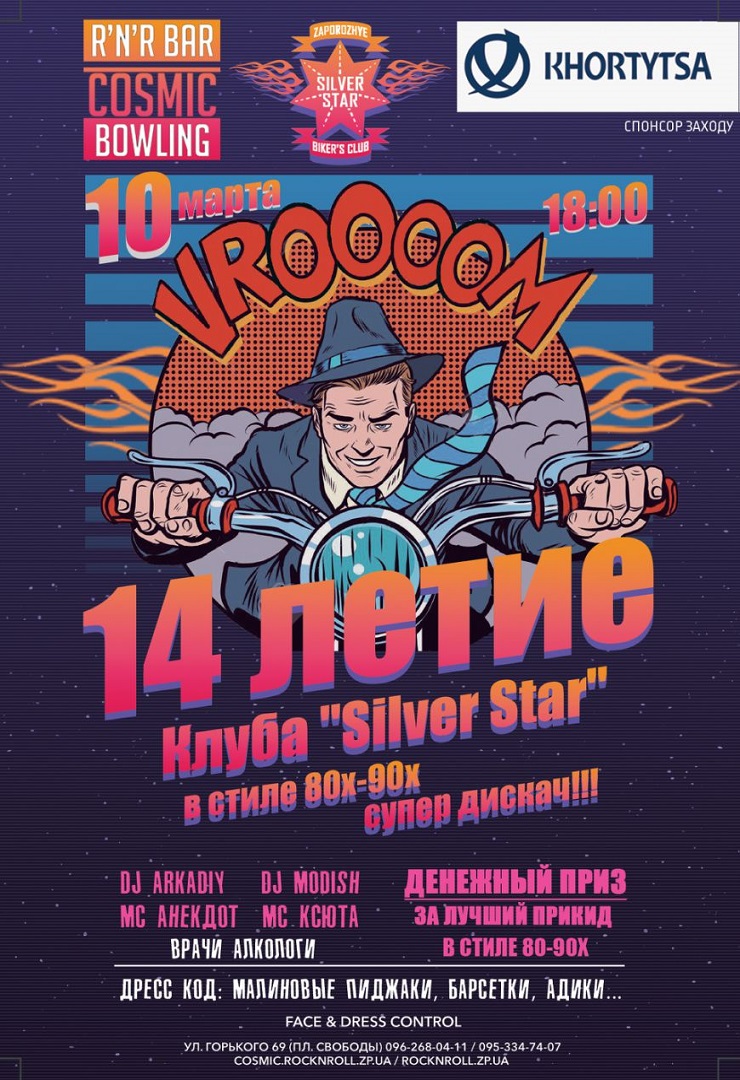 R'N'R BAR
COSMIC
BOWLING
ZAPOROZHYE
SILVER
STAR
BIKER'S CLUB
KHORTYTSA
СПОНСОР ЗАХОДУ
10 марта
18:00
VROOOOM
14 летие
Клуба "Silver Star"
в стиле 80х-90х
супер дискач!!!
DJ ARKADIY DJ MODISH
МС АНЕКДОТ МС КСЮТА
ВРАЧИ АЛКОЛОГИ
ДЕНЕЖНЫЙ ПРИЗ
ЗА ЛУЧШИЙ ПРИКИД
В СТИЛЕ 80-90Х
ДРЕСС КОД: МАЛИНОВЫЕ ПИДЖАКИ, БАРСЕТКИ, АДИКИ...
FACE & DRESS CONTROL
УЛ. ГОРЬКОГО 69 (ПЛ. СВОБОДЫ) 096-268-04-11 / 095-334-74-07
COSMIC.ROCKNROLL.ZP.UA / ROCKNROLL.ZP.UA